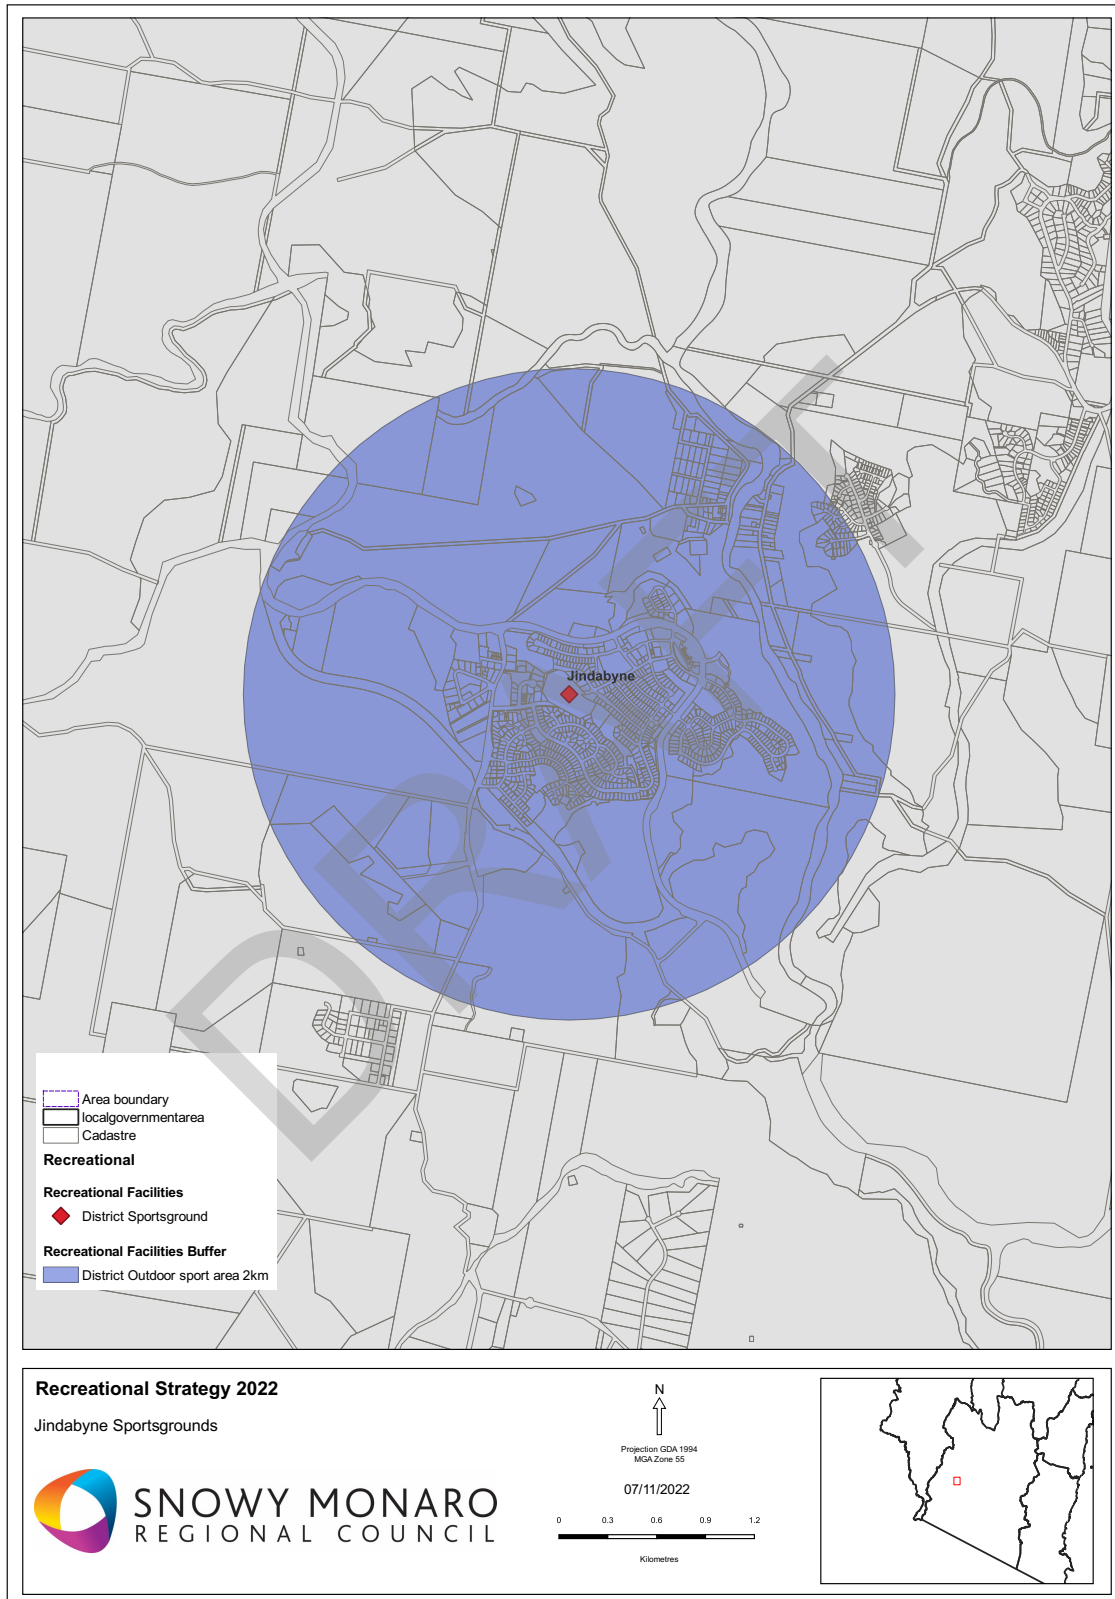 Jindabyne
DRAFT
Area boundary
localgovernmentarea
Cadastre
Recreational
Recreational Facilities
District Sportsground
Recreational Facilities Buffer
District Outdoor sport area 2km
Recreational Strategy 2022
Jindabyne Sportsgrounds
SNOWY MONARO
REGIONAL COUNCIL
N
Projection GDA 1994
MGA Zone 55
07/11/2022
0 0.3 0.6 0.9 1.2
Kilometres